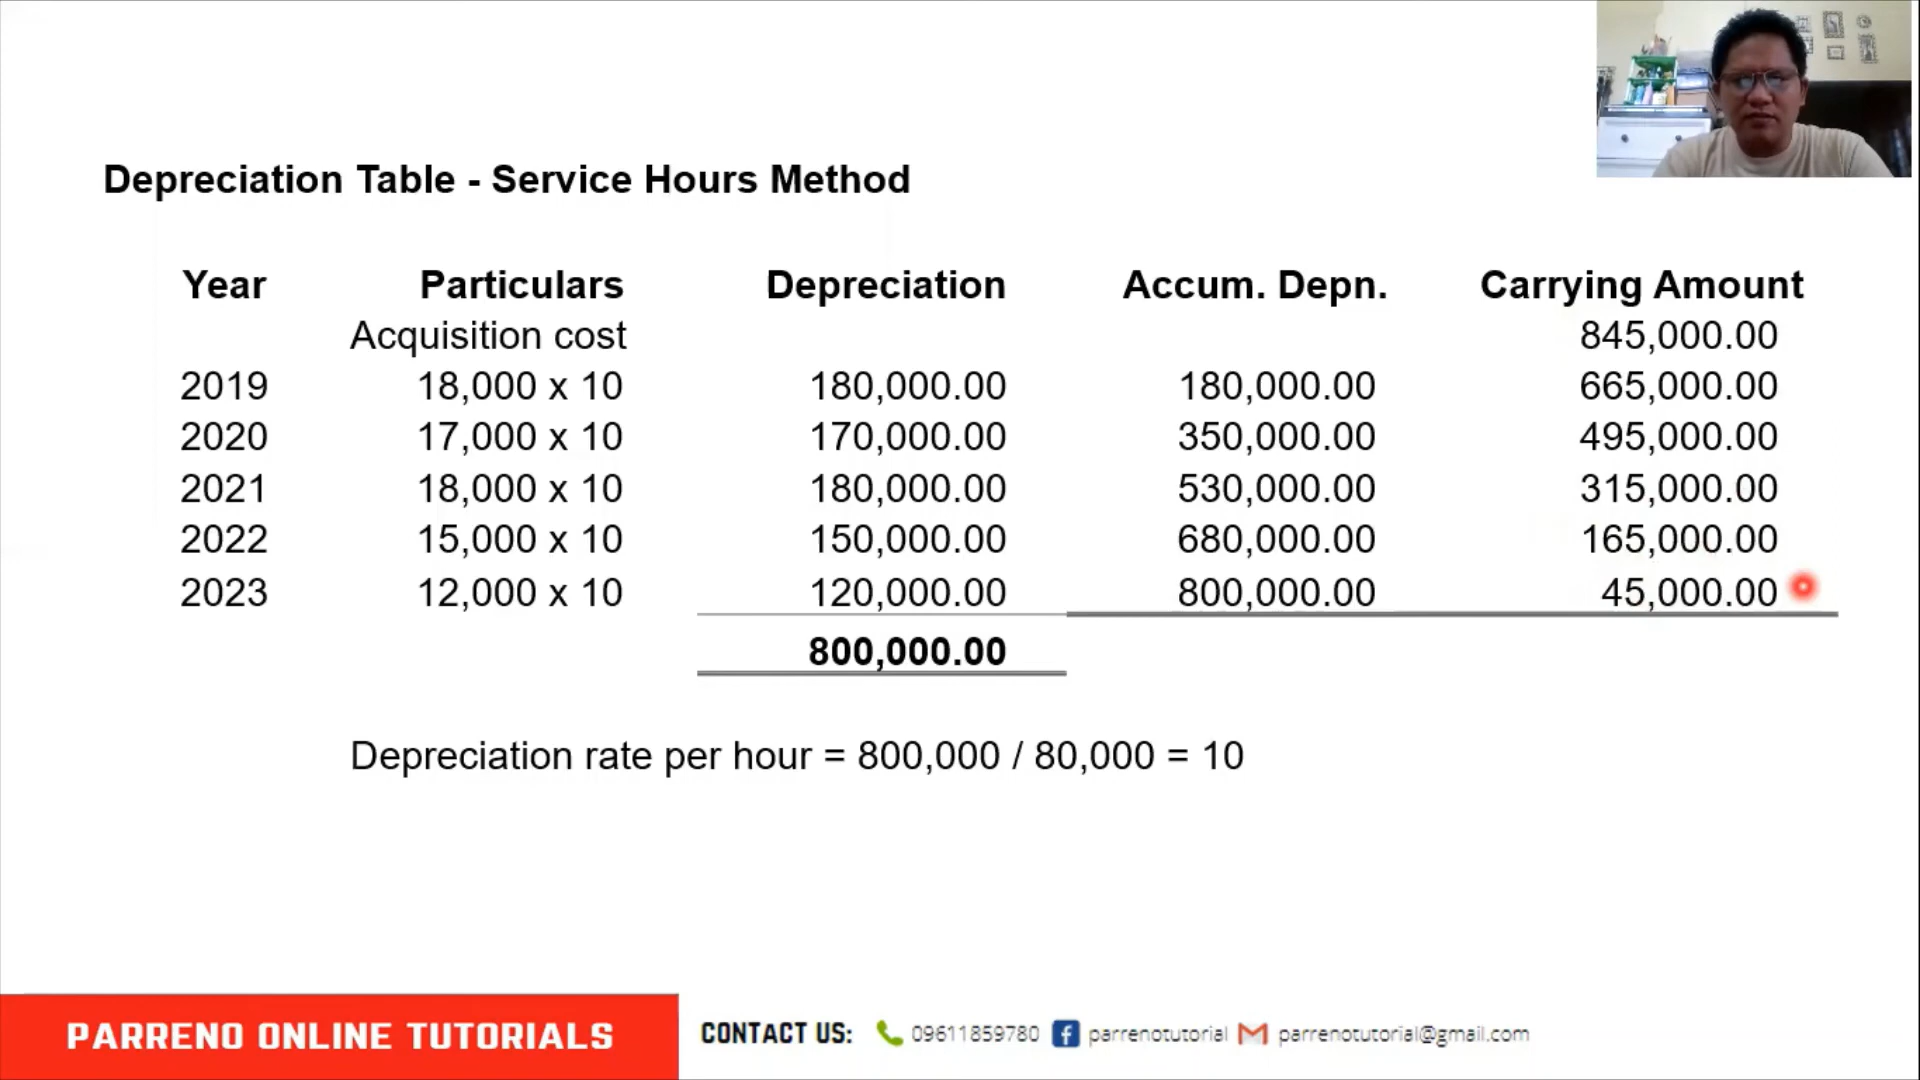 Depreciation Table - Service Hours Method
Year Particulars Depreciation Accum. Depn. Carrying Amount
Acquisition cost 845,000.00
2019 18,000 x 10 180,000.00 180,000.00 665,000.00
2020 17,000 x 10 170,000.00 350,000.00 495,000.00
2021 18,000 x 10 180,000.00 530,000.00 315,000.00
2022 15,000 x 10 150,000.00 680,000.00 165,000.00
2023 12,000 x 10 120,000.00 800,000.00 45,000.00
800,000.00
Depreciation rate per hour = 800,000 / 80,000 = 10
PARRENO ONLINE TUTORIALS CONTACT US: 09611859780 parrenotutorial parrenotutorial@gmail.com